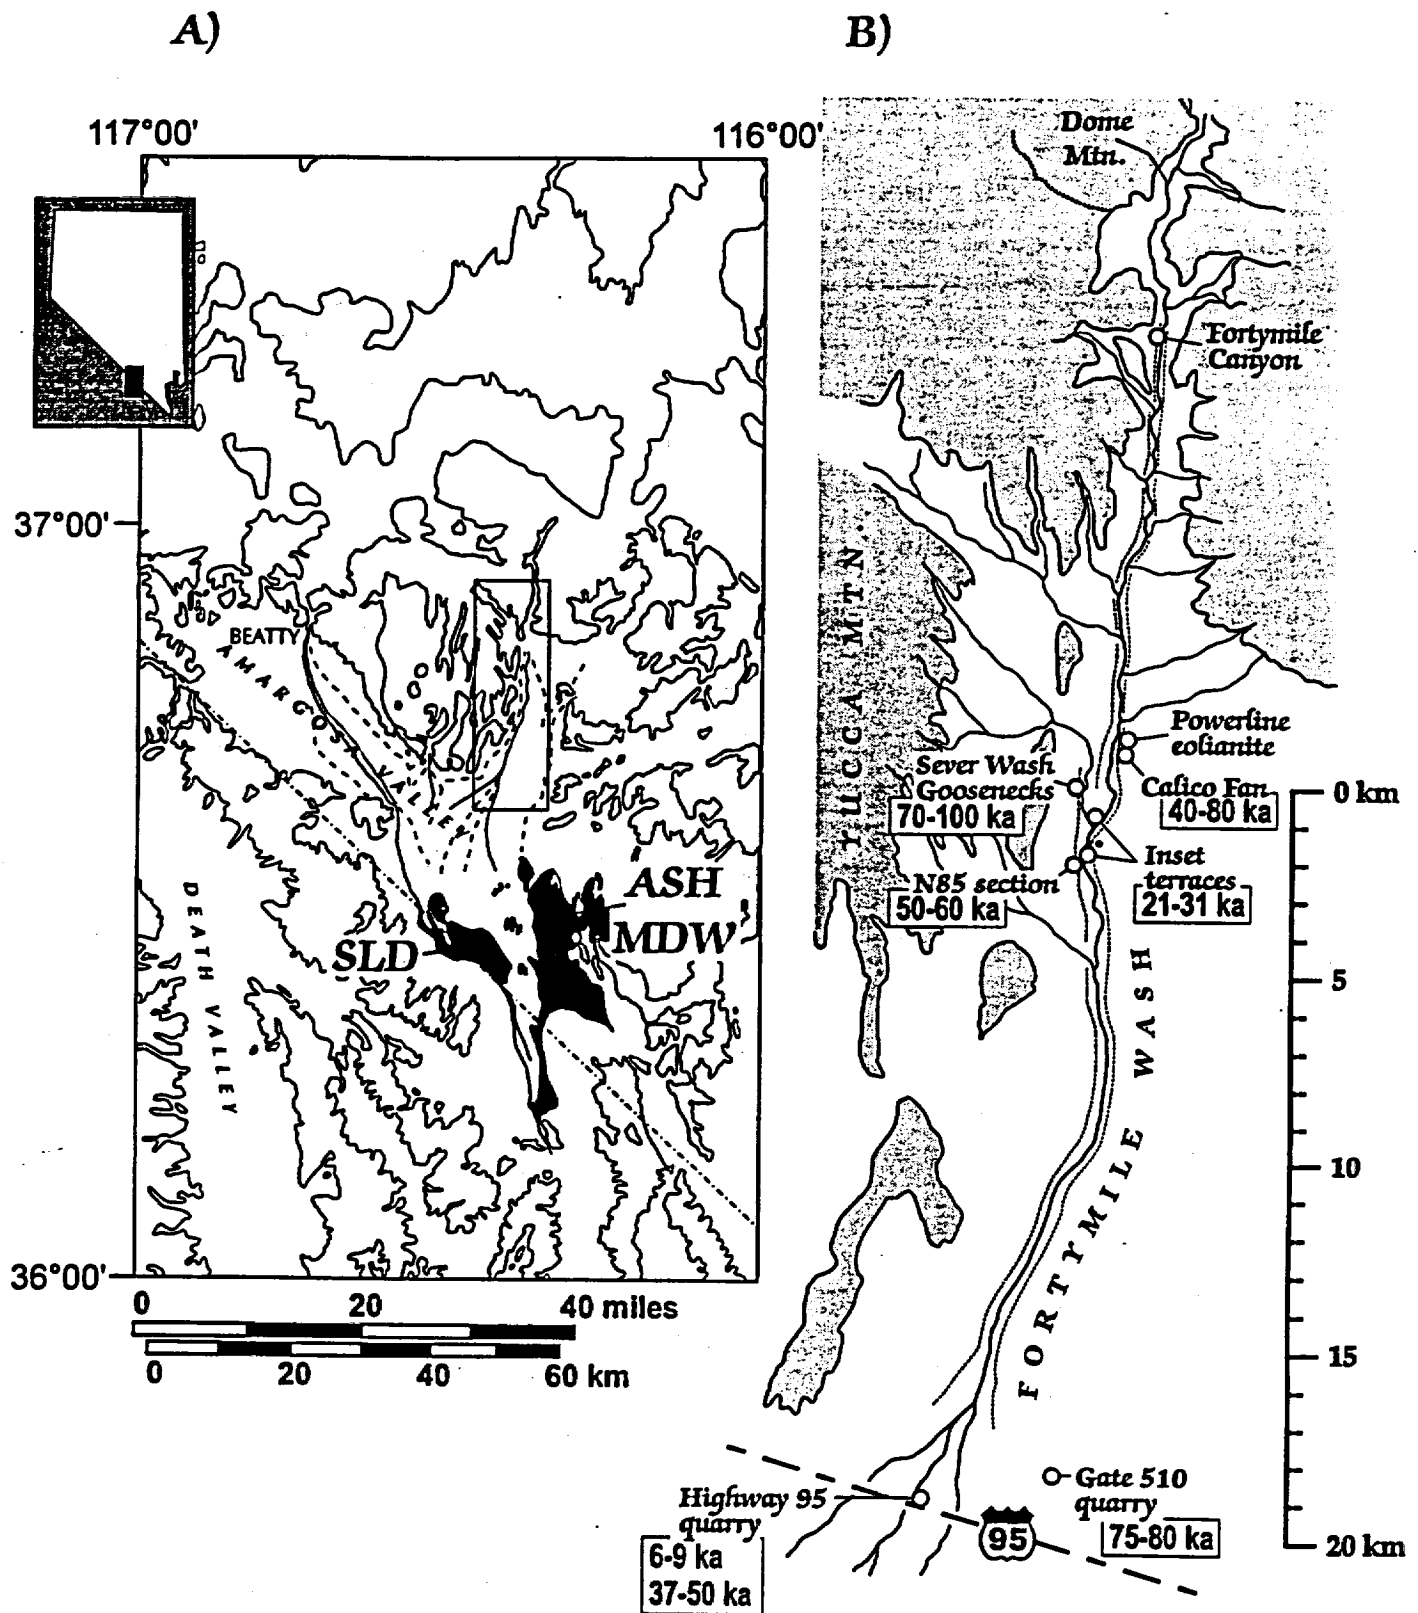 A)
117°00'
116°00'
37°00'
BEATTY
AMARGOSA VALLEY
DEATH VALLEY
ASH
MDW
SLD
36°00'
0 20 40 miles
0 20 40 60 km
B)
Dome
Mtn.
Fortymile
Canyon
YUCCA MTN.
Powerline
eolianite
Sever Wash
Goosenecks
70-100 ka
Calico Fan
40-80 ka
N85 section
50-60 ka
Inset
terraces
21-31 ka
FORTYMILE WASH
0 km
5
10
15
20 km
Highway 95
quarry
6-9 ka
37-50 ka
95
Gate 510
quarry
75-80 ka